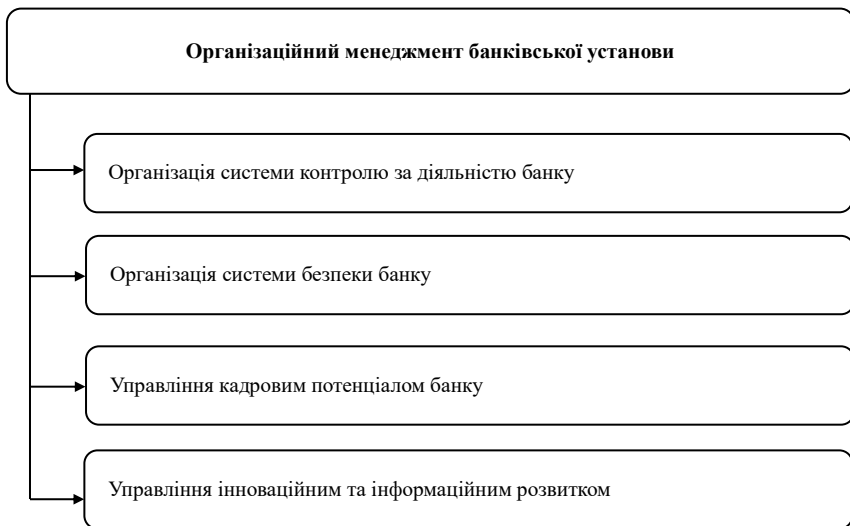 Організаційний менеджмент банківської установи
Організація системи контролю за діяльністю банку
Організація системи безпеки банку
Управління кадровим потенціалом банку
Управління інноваційним та інформаційним розвитком